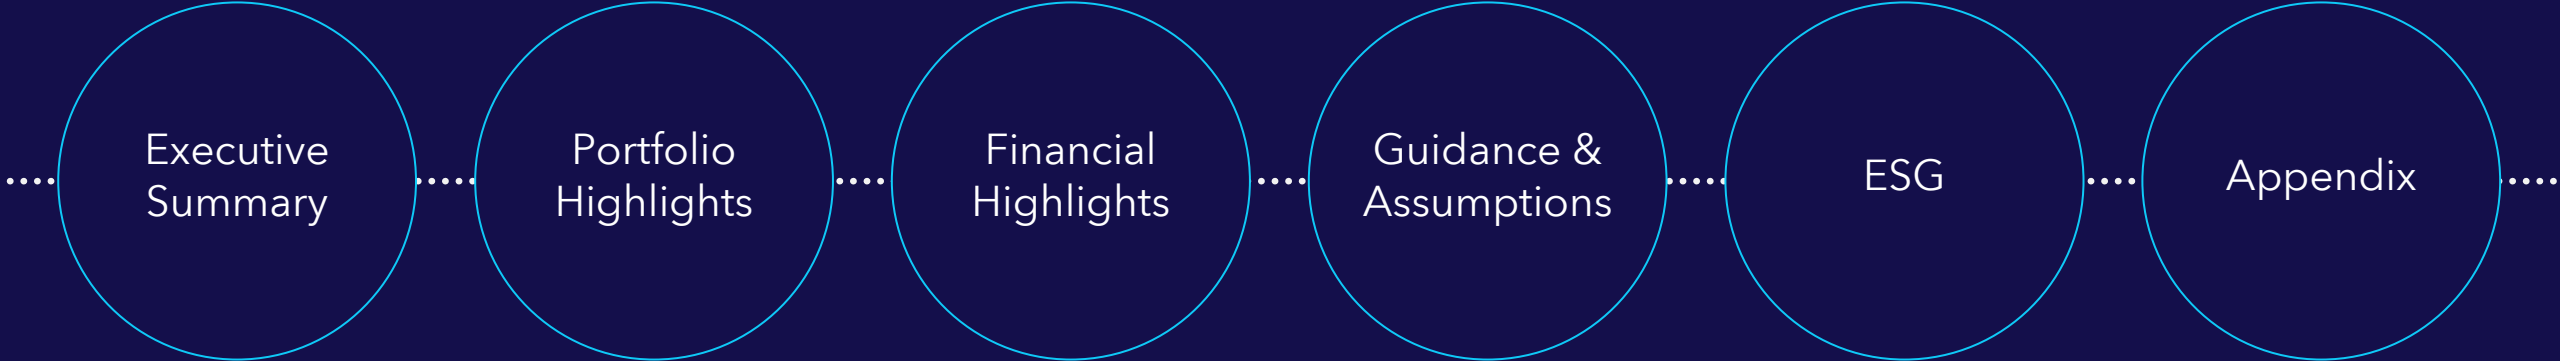 Executive
Summary
Portfolio
Highlights
Financial
Highlights
Guidance &
Assumptions
ESG
Appendix